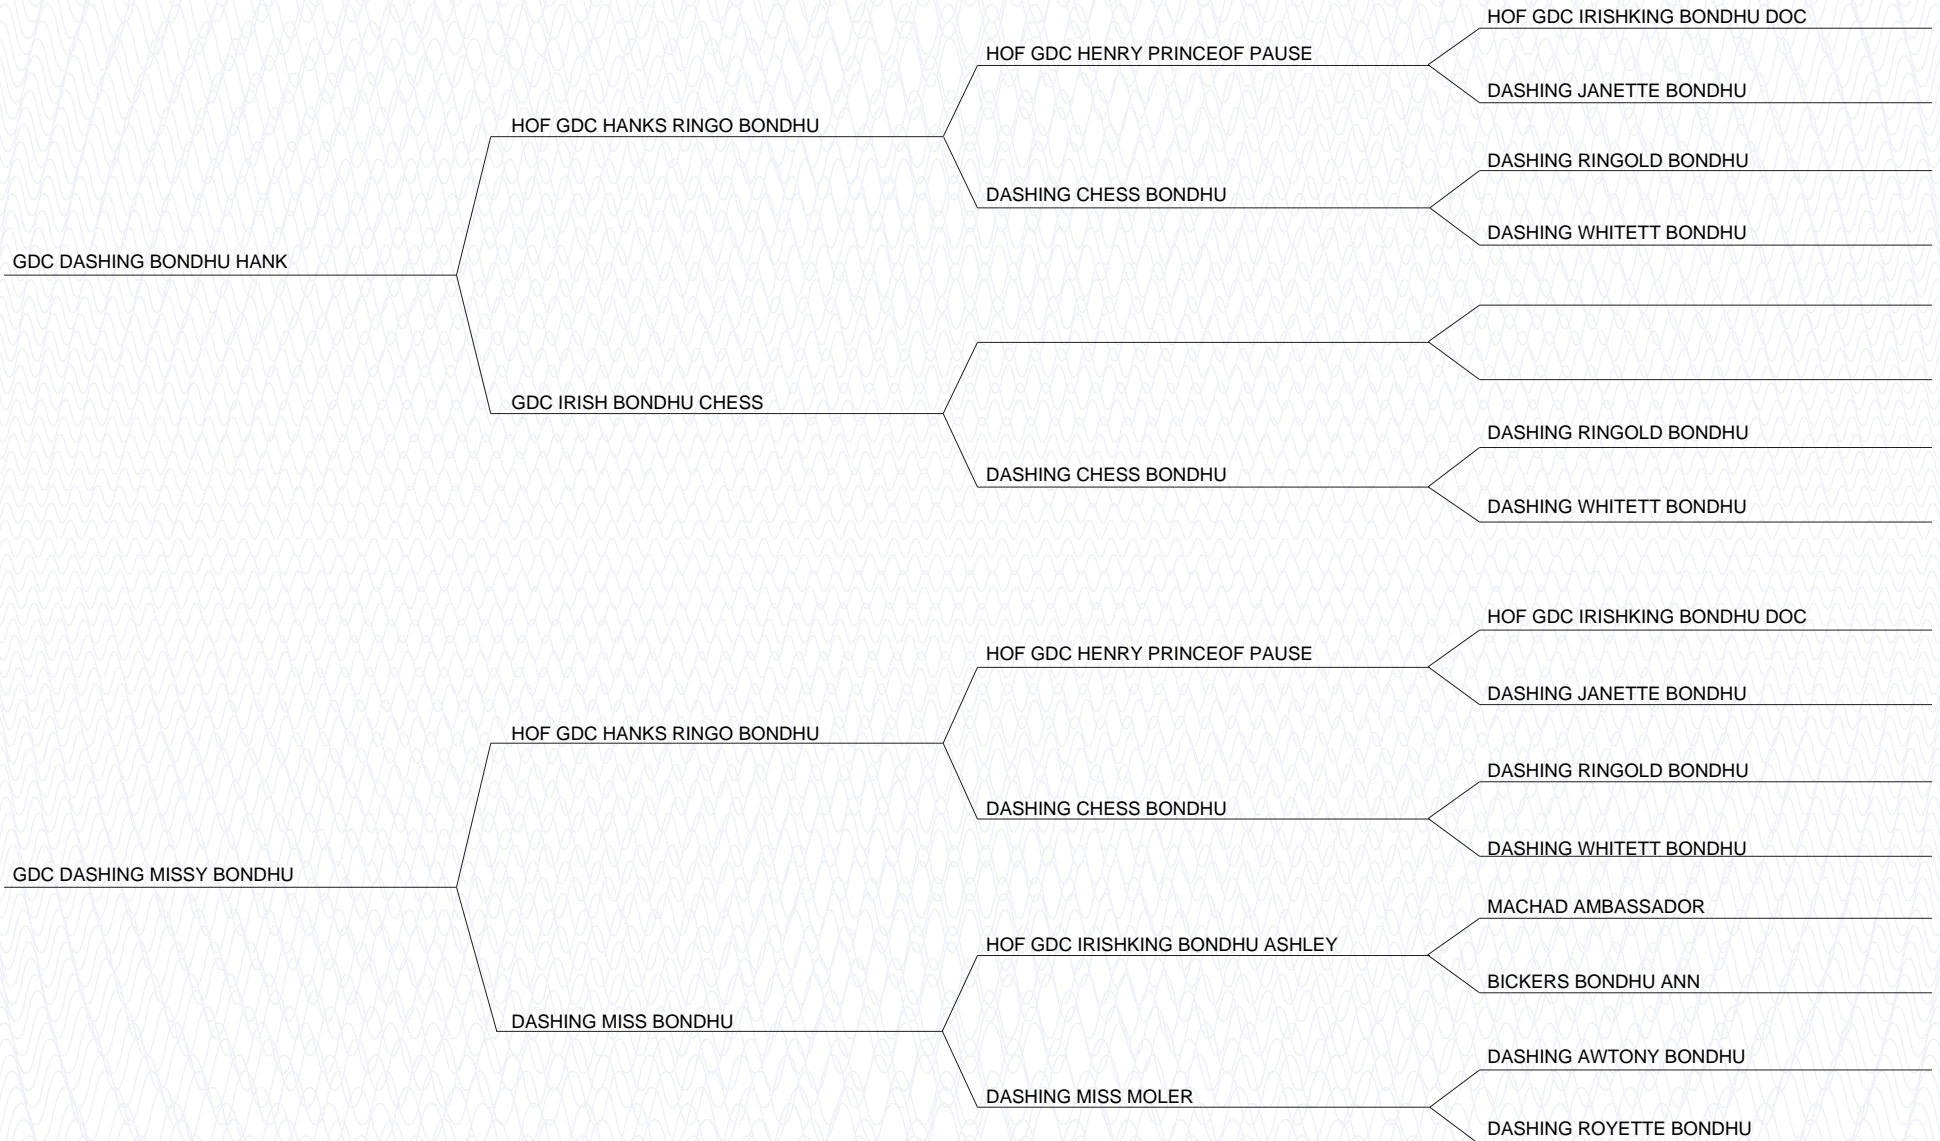 HOF GDC IRISHKING BONDHU DOC
HOF GDC HENRY PRINCEOF PAUSE
DASHING JANETTE BONDHU
HOF GDC HANKS RINGO BONDHU
DASHING RINGOLD BONDHU
DASHING CHESS BONDHU
DASHING WHITETT BONDHU
GDC DASHING BONDHU HANK
GDC IRISH BONDHU CHESS
DASHING RINGOLD BONDHU
DASHING CHESS BONDHU
DASHING WHITETT BONDHU
HOF GDC IRISHKING BONDHU DOC
HOF GDC HENRY PRINCEOF PAUSE
DASHING JANETTE BONDHU
HOF GDC HANKS RINGO BONDHU
DASHING RINGOLD BONDHU
DASHING CHESS BONDHU
DASHING WHITETT BONDHU
GDC DASHING MISSY BONDHU
MACHAD AMBASSADOR
HOF GDC IRISHKING BONDHU ASHLEY
BICKERS BONDHU ANN
DASHING MISS BONDHU
DASHING AWTONY BONDHU
DASHING MISS MOLER
DASHING ROYETTE BONDHU